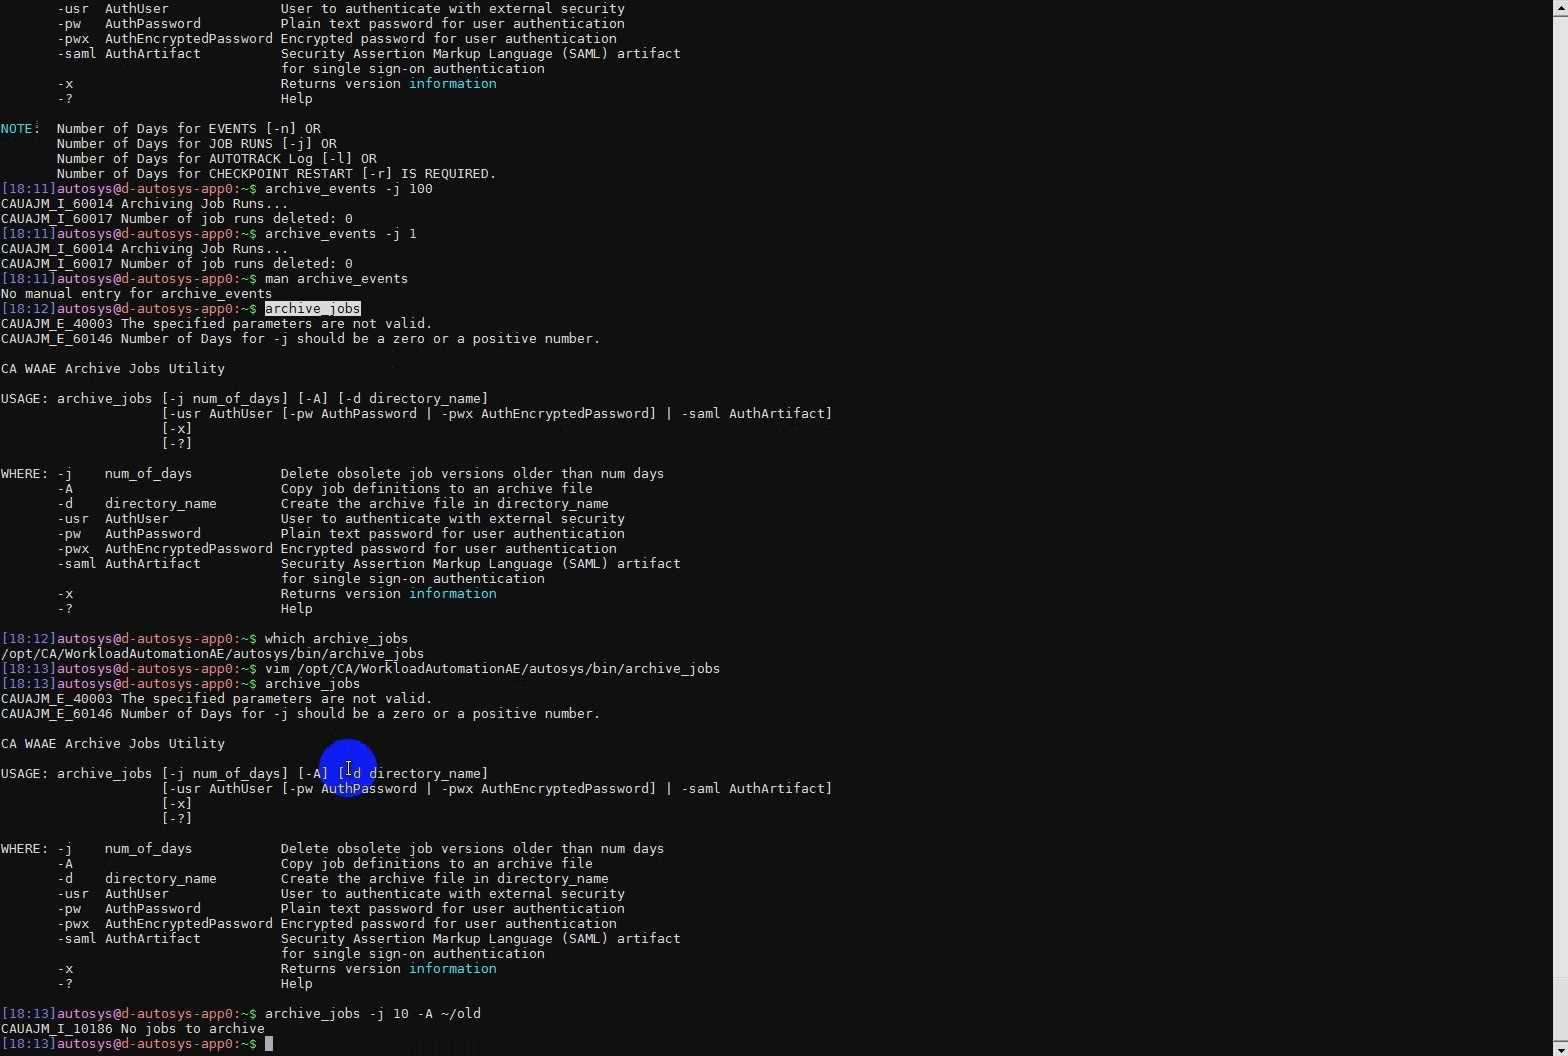 -usr  AuthUser              User to authenticate with external security
-pw   AuthPassword          Plain text password for user authentication
-pwx  AuthEncryptedPassword Encrypted password for user authentication
-saml AuthArtifact          Security Assertion Markup Language (SAML) artifact
for single sign-on authentication
-x                          Returns version information
-?                          Help
NOTE:  Number of Days for EVENTS [-n] OR
Number of Days for JOB RUNS [-j] OR
Number of Days for AUTOTRACK Log [-l] OR
Number of Days for CHECKPOINT RESTART [-r] IS REQUIRED.
[18:11]autosys@d-autosys-app0:~$ archive_events -j 100
CAUAJM_I_60014 Archiving Job Runs...
CAUAJM_I_60017 Number of job runs deleted: 0
[18:11]autosys@d-autosys-app0:~$ archive_events -j 1
CAUAJM_I_60014 Archiving Job Runs...
CAUAJM_I_60017 Number of job runs deleted: 0
[18:11]autosys@d-autosys-app0:~$ man archive_events
No manual entry for archive_events
[18:12]autosys@d-autosys-app0:~$ archive_jobs
CAUAJM_E_40003 The specified parameters are not valid.
CAUAJM_E_60146 Number of Days for -j should be a zero or a positive number.
CA WAAE Archive Jobs Utility
USAGE: archive_jobs [-j num_of_days] [-A] [-d directory_name]
[-usr AuthUser [-pw AuthPassword | -pwx AuthEncryptedPassword] | -saml AuthArtifact]
[-x]
[-?]
WHERE: -j    num_of_days           Delete obsolete job versions older than num days
-A                          Copy job definitions to an archive file
-d    directory_name        Create the archive file in directory_name
-usr  AuthUser              User to authenticate with external security
-pw   AuthPassword          Plain text password for user authentication
-pwx  AuthEncryptedPassword Encrypted password for user authentication
-saml AuthArtifact          Security Assertion Markup Language (SAML) artifact
for single sign-on authentication
-x                          Returns version information
-?                          Help
[18:12]autosys@d-autosys-app0:~$ which archive_jobs
/opt/CA/WorkloadAutomationAE/autosys/bin/archive_jobs
[18:13]autosys@d-autosys-app0:~$ vim /opt/CA/WorkloadAutomationAE/autosys/bin/archive_jobs
[18:13]autosys@d-autosys-app0:~$ archive_jobs
CAUAJM_E_40003 The specified parameters are not valid.
CAUAJM_E_60146 Number of Days for -j should be a zero or a positive number.
CA WAAE Archive Jobs Utility
USAGE: archive_jobs [-j num_of_days] [-A] [-d directory_name]
[-usr AuthUser [-pw AuthPassword | -pwx AuthEncryptedPassword] | -saml AuthArtifact]
[-x]
[-?]
WHERE: -j    num_of_days           Delete obsolete job versions older than num days
-A                          Copy job definitions to an archive file
-d    directory_name        Create the archive file in directory_name
-usr  AuthUser              User to authenticate with external security
-pw   AuthPassword          Plain text password for user authentication
-pwx  AuthEncryptedPassword Encrypted password for user authentication
-saml AuthArtifact          Security Assertion Markup Language (SAML) artifact
for single sign-on authentication
-x                          Returns version information
-?                          Help
[18:13]autosys@d-autosys-app0:~$ archive_jobs -j 10 -A ~/old
CAUAJM_I_10186 No jobs to archive
[18:13]autosys@d-autosys-app0:~$